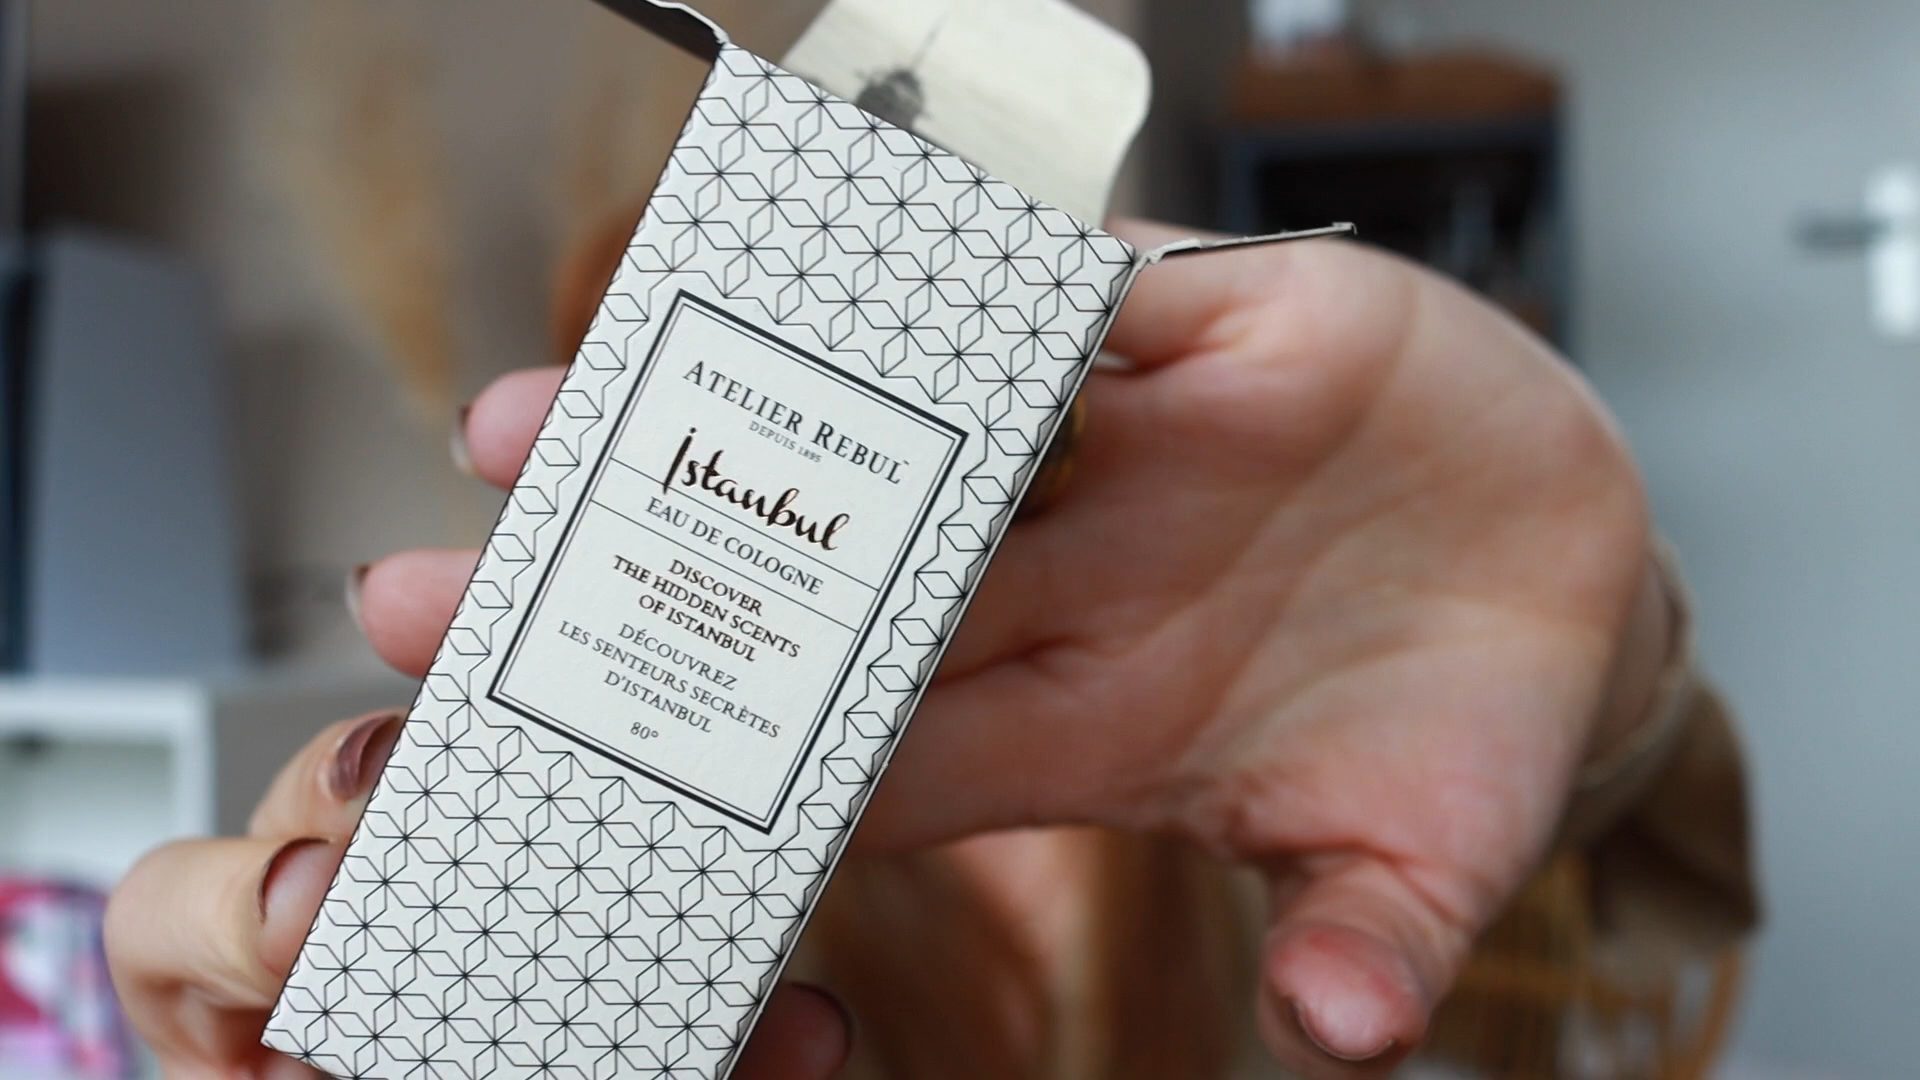 ATELIER REBUL
DEPUIS 1895
İstanbul
EAU DE COLOGNE
DISCOVER
THE HIDDEN SCENTS
OF ISTANBUL
DÉCOUVREZ
LES SENTEURS SECRÈTES
D'ISTANBUL
80°